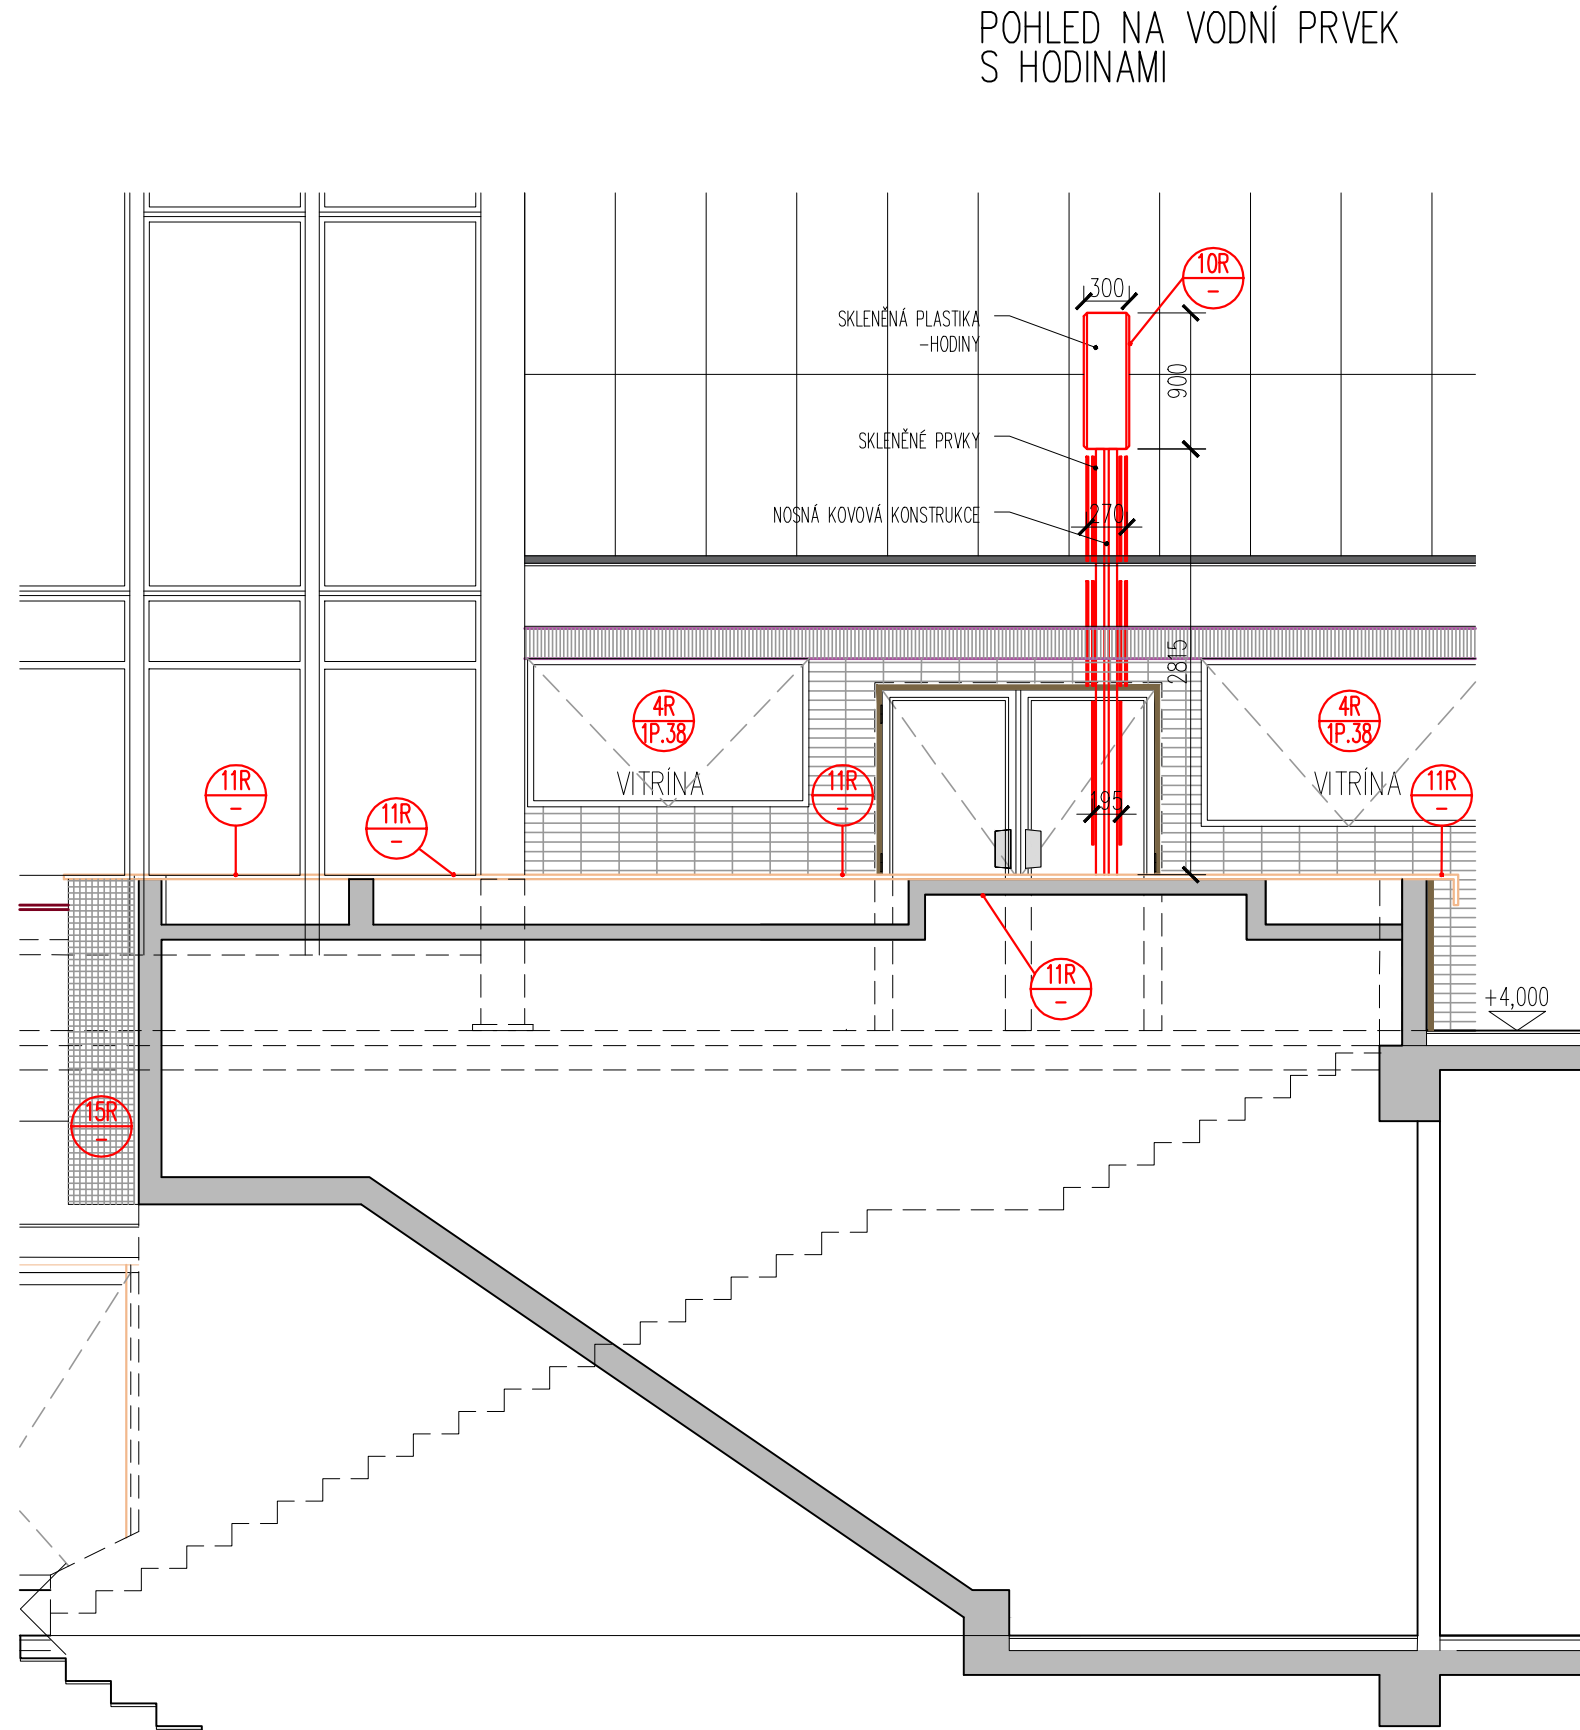 POHLED NA VODNÍ PRVEK
S HODINAMI
10R
–
300
SKLENĚNÁ PLASTIKA
-HODINY
900
SKLENĚNÉ PRVKY
NOSNÁ KOVOVÁ KONSTRUKCE
270
2815
4R
1P.38
VITRÍNA
4R
1P.38
VITRÍNA
11R
–
11R
–
11R
–
11R
–
195
11R
–
+4,000
15R
–